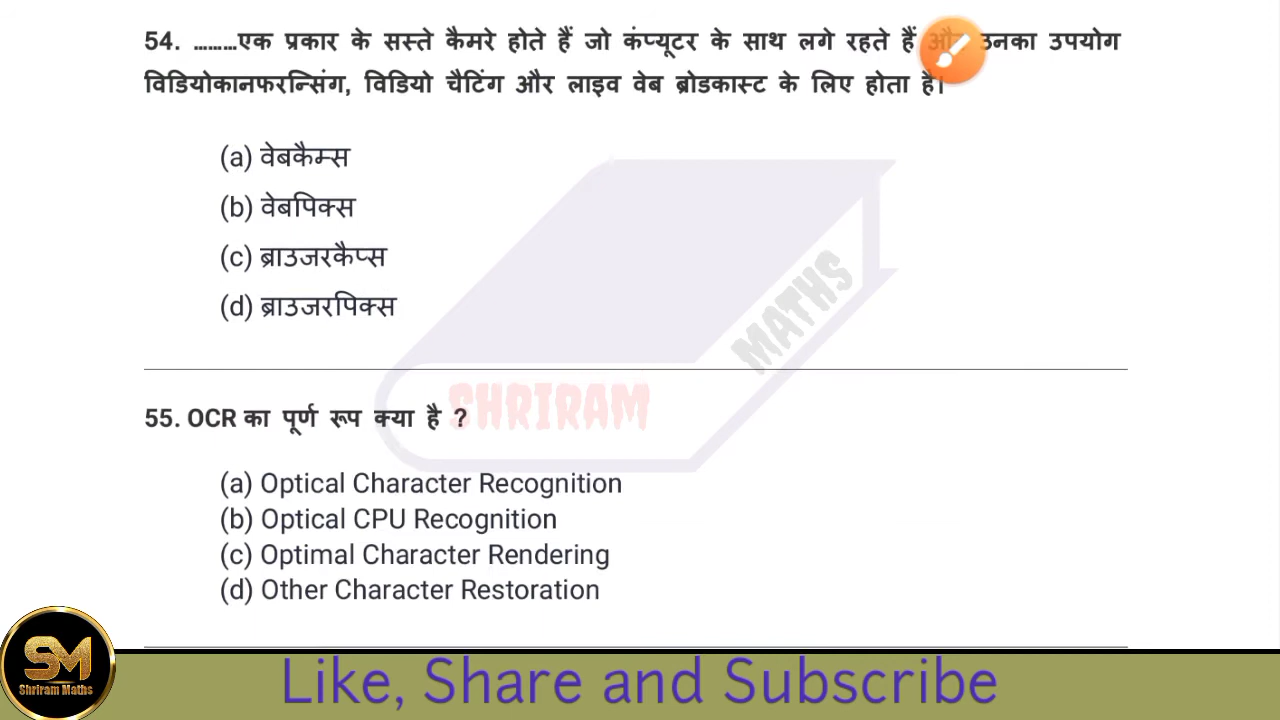 54. .........एक प्रकार के सस्ते कैमरे होते हैं जो कंप्यूटर के साथ लगे रहते हैं और उनका उपयोग
विडियोकानफरन्सिंग, विडियो चैटिंग और लाइव वेब ब्रोडकास्ट के लिए होता है।
(a) वेबकैम्स
(b) वेबपिक्स
(c) ब्राउजरकैप्स
(d) ब्राउजरपिक्स
MATHS
SHRIRAM
55. OCR का पूर्ण रूप क्या है ?
(a) Optical Character Recognition
(b) Optical CPU Recognition
(c) Optimal Character Rendering
(d) Other Character Restoration
SM
Shriram Maths
Like, Share and Subscribe